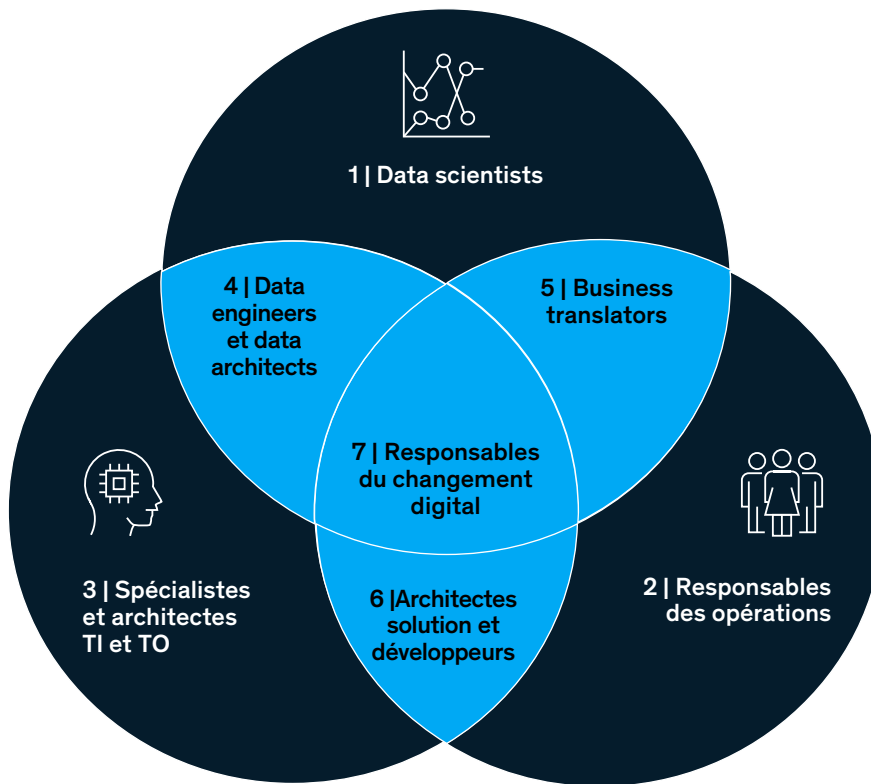 1 | Data scientists
4 | Data
engineers
et data
architects
5 | Business
translators
7 | Responsables
du changement
digital
3 | Spécialistes
et architectes
TI et TO
6 |Architectes
solution et
développeurs
2 | Responsables
des opérations